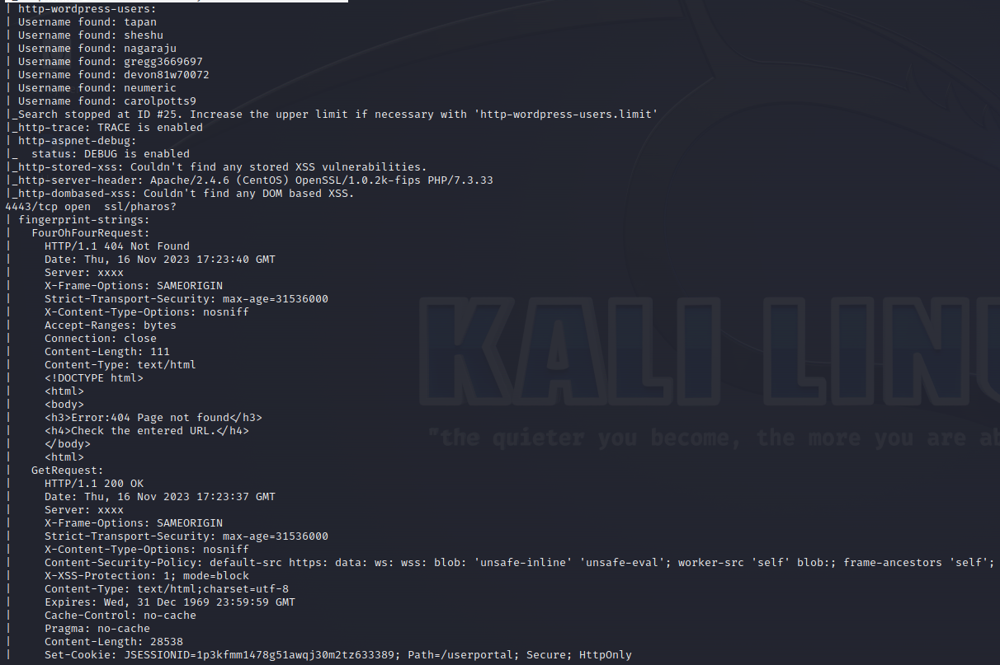 | http-wordpress-users:
| Username found: tapan
| Username found: sheshu
| Username found: nagaraju
| Username found: gregg3669697
| Username found: devon81w70072
| Username found: neumeric
| Username found: carolpotts9
|_Search stopped at ID #25. Increase the upper limit if necessary with 'http-wordpress-users.limit'
|_http-trace: TRACE is enabled
| http-aspnet-debug:
|_  status: DEBUG is enabled
|_http-stored-xss: Couldn't find any stored XSS vulnerabilities.
|_http-server-header: Apache/2.4.6 (CentOS) OpenSSL/1.0.2k-fips PHP/7.3.33
|_http-dombased-xss: Couldn't find any DOM based XSS.
4443/tcp open  ssl/pharos?
| fingerprint-strings:
|   FourOhFourRequest:
|     HTTP/1.1 404 Not Found
|     Date: Thu, 16 Nov 2023 17:23:40 GMT
|     Server: xxxx
|     X-Frame-Options: SAMEORIGIN
|     Strict-Transport-Security: max-age=31536000
|     X-Content-Type-Options: nosniff
|     Accept-Ranges: bytes
|     Connection: close
|     Content-Length: 111
|     Content-Type: text/html
|     <!DOCTYPE html>
|     <html>
|     <body>
|     <h3>Error:404 Page not found</h3>
|     <h4>Check the entered URL.</h4>
|     </body>
|     <html>
|   GetRequest:
|     HTTP/1.1 200 OK
|     Date: Thu, 16 Nov 2023 17:23:37 GMT
|     Server: xxxx
|     X-Frame-Options: SAMEORIGIN
|     Strict-Transport-Security: max-age=31536000
|     X-Content-Type-Options: nosniff
|     Content-Security-Policy: default-src https: data: ws: wss: blob: 'unsafe-inline' 'unsafe-eval'; worker-src 'self' blob:; frame-ancestors 'self';
|     X-XSS-Protection: 1; mode=block
|     Content-Type: text/html;charset=utf-8
|     Expires: Wed, 31 Dec 1969 23:59:59 GMT
|     Cache-Control: no-cache
|     Pragma: no-cache
|     Content-Length: 28538
|     Set-Cookie: JSESSIONID=1p3kfmm1478g51awqj30m2tz633389; Path=/userportal; Secure; HttpOnly
KALI LINU
"the quieter you become, the more you are ab